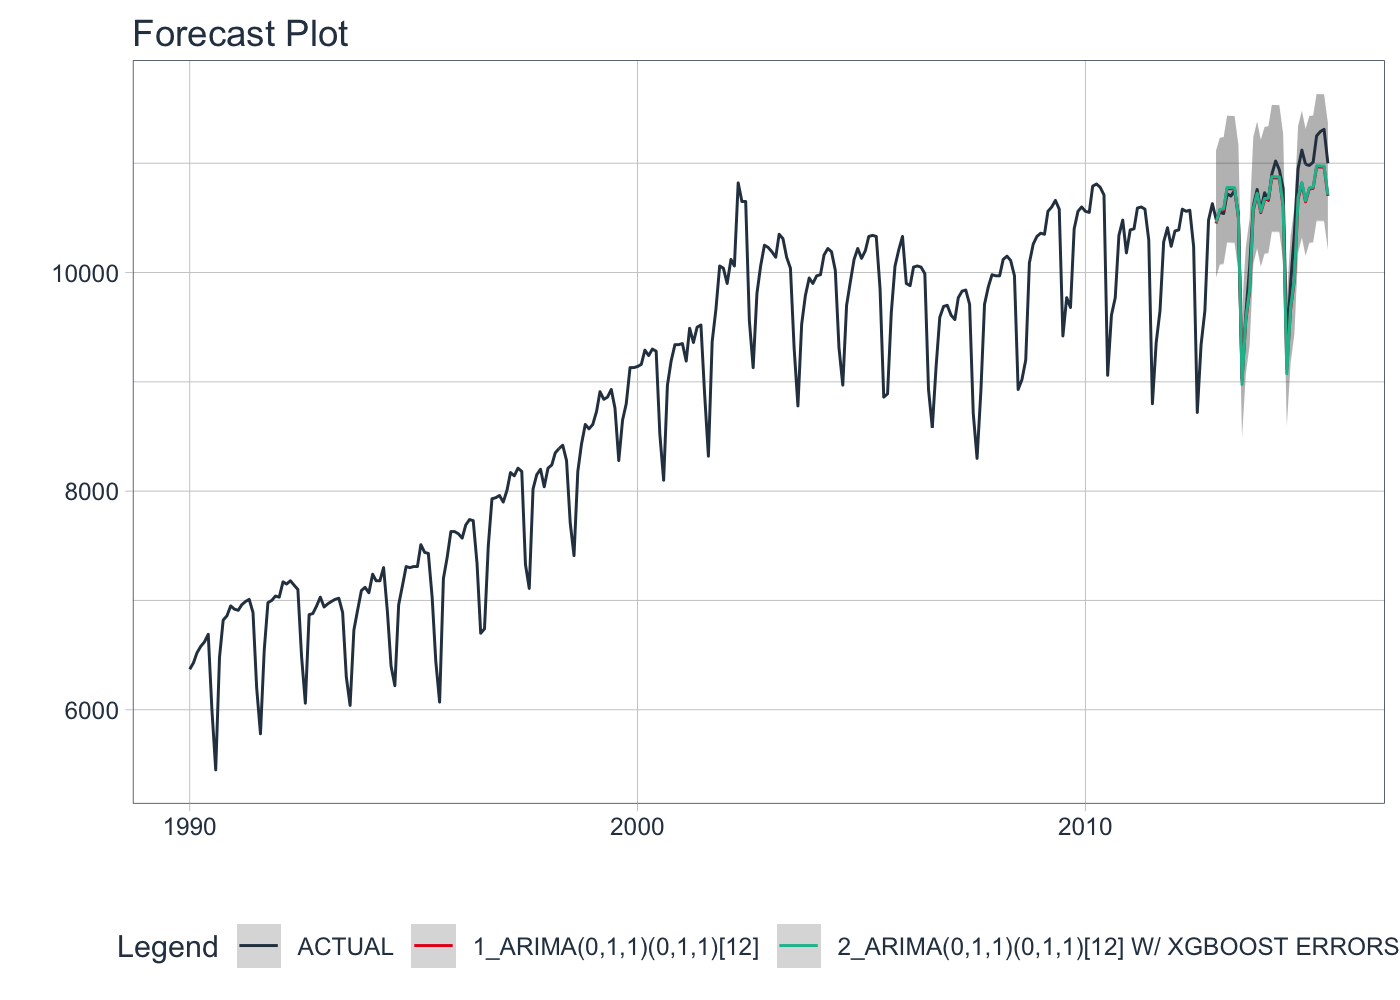 Forecast Plot
10000
8000
6000
1990 2000 2010
Legend ACTUAL 1_ARIMA(0,1,1)(0,1,1)[12] 2_ARIMA(0,1,1)(0,1,1)[12] W/ XGBOOST ERRORS